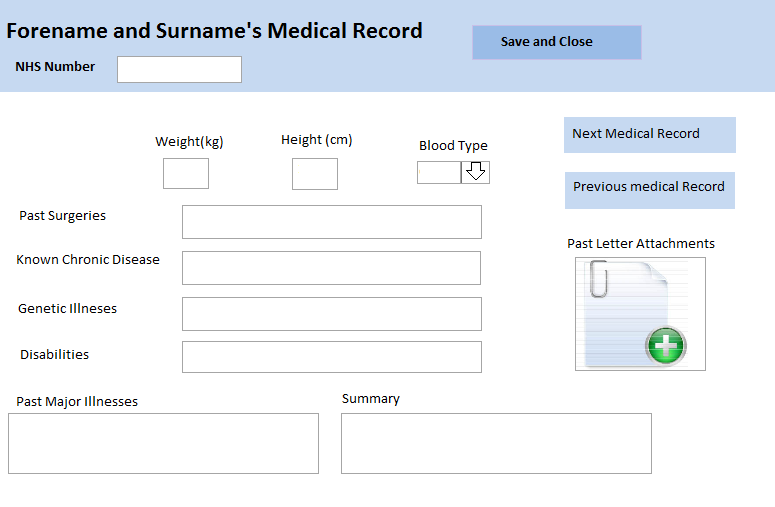 Forename and Surname's Medical Record
Save and Close
NHS Number
Weight(kg)
Height (cm)
Blood Type
Next Medical Record
Previous medical Record
Past Surgeries
Known Chronic Disease
Genetic Illneses
Disabilities
Past Letter Attachments
Past Major Illnesses
Summary